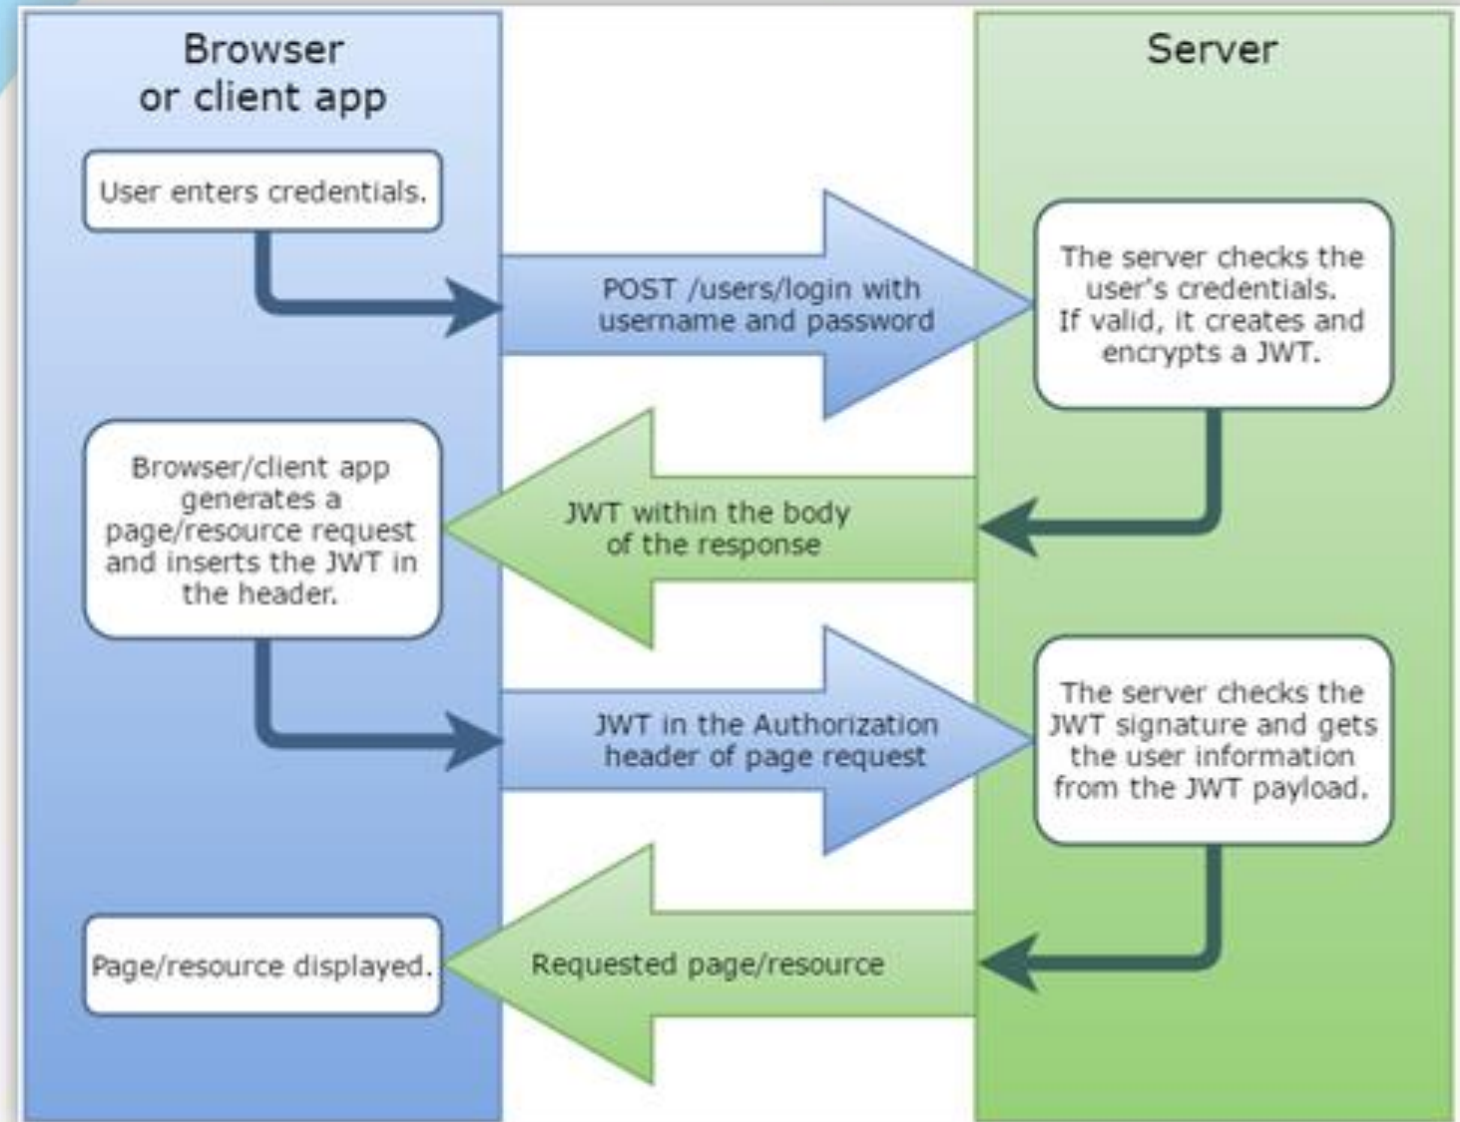 Browser
or client app
Server
User enters credentials.
POST /users/login with
username and password
The server checks the
user's credentials.
If valid, it creates and
encrypts a JWT.
JWT within the body
of the response
Browser/client app
generates a
page/resource request
and inserts the JWT in
the header.
JWT in the Authorization
header of page request
The server checks the
JWT signature and gets
the user information
from the JWT payload.
Requested page/resource
Page/resource displayed.